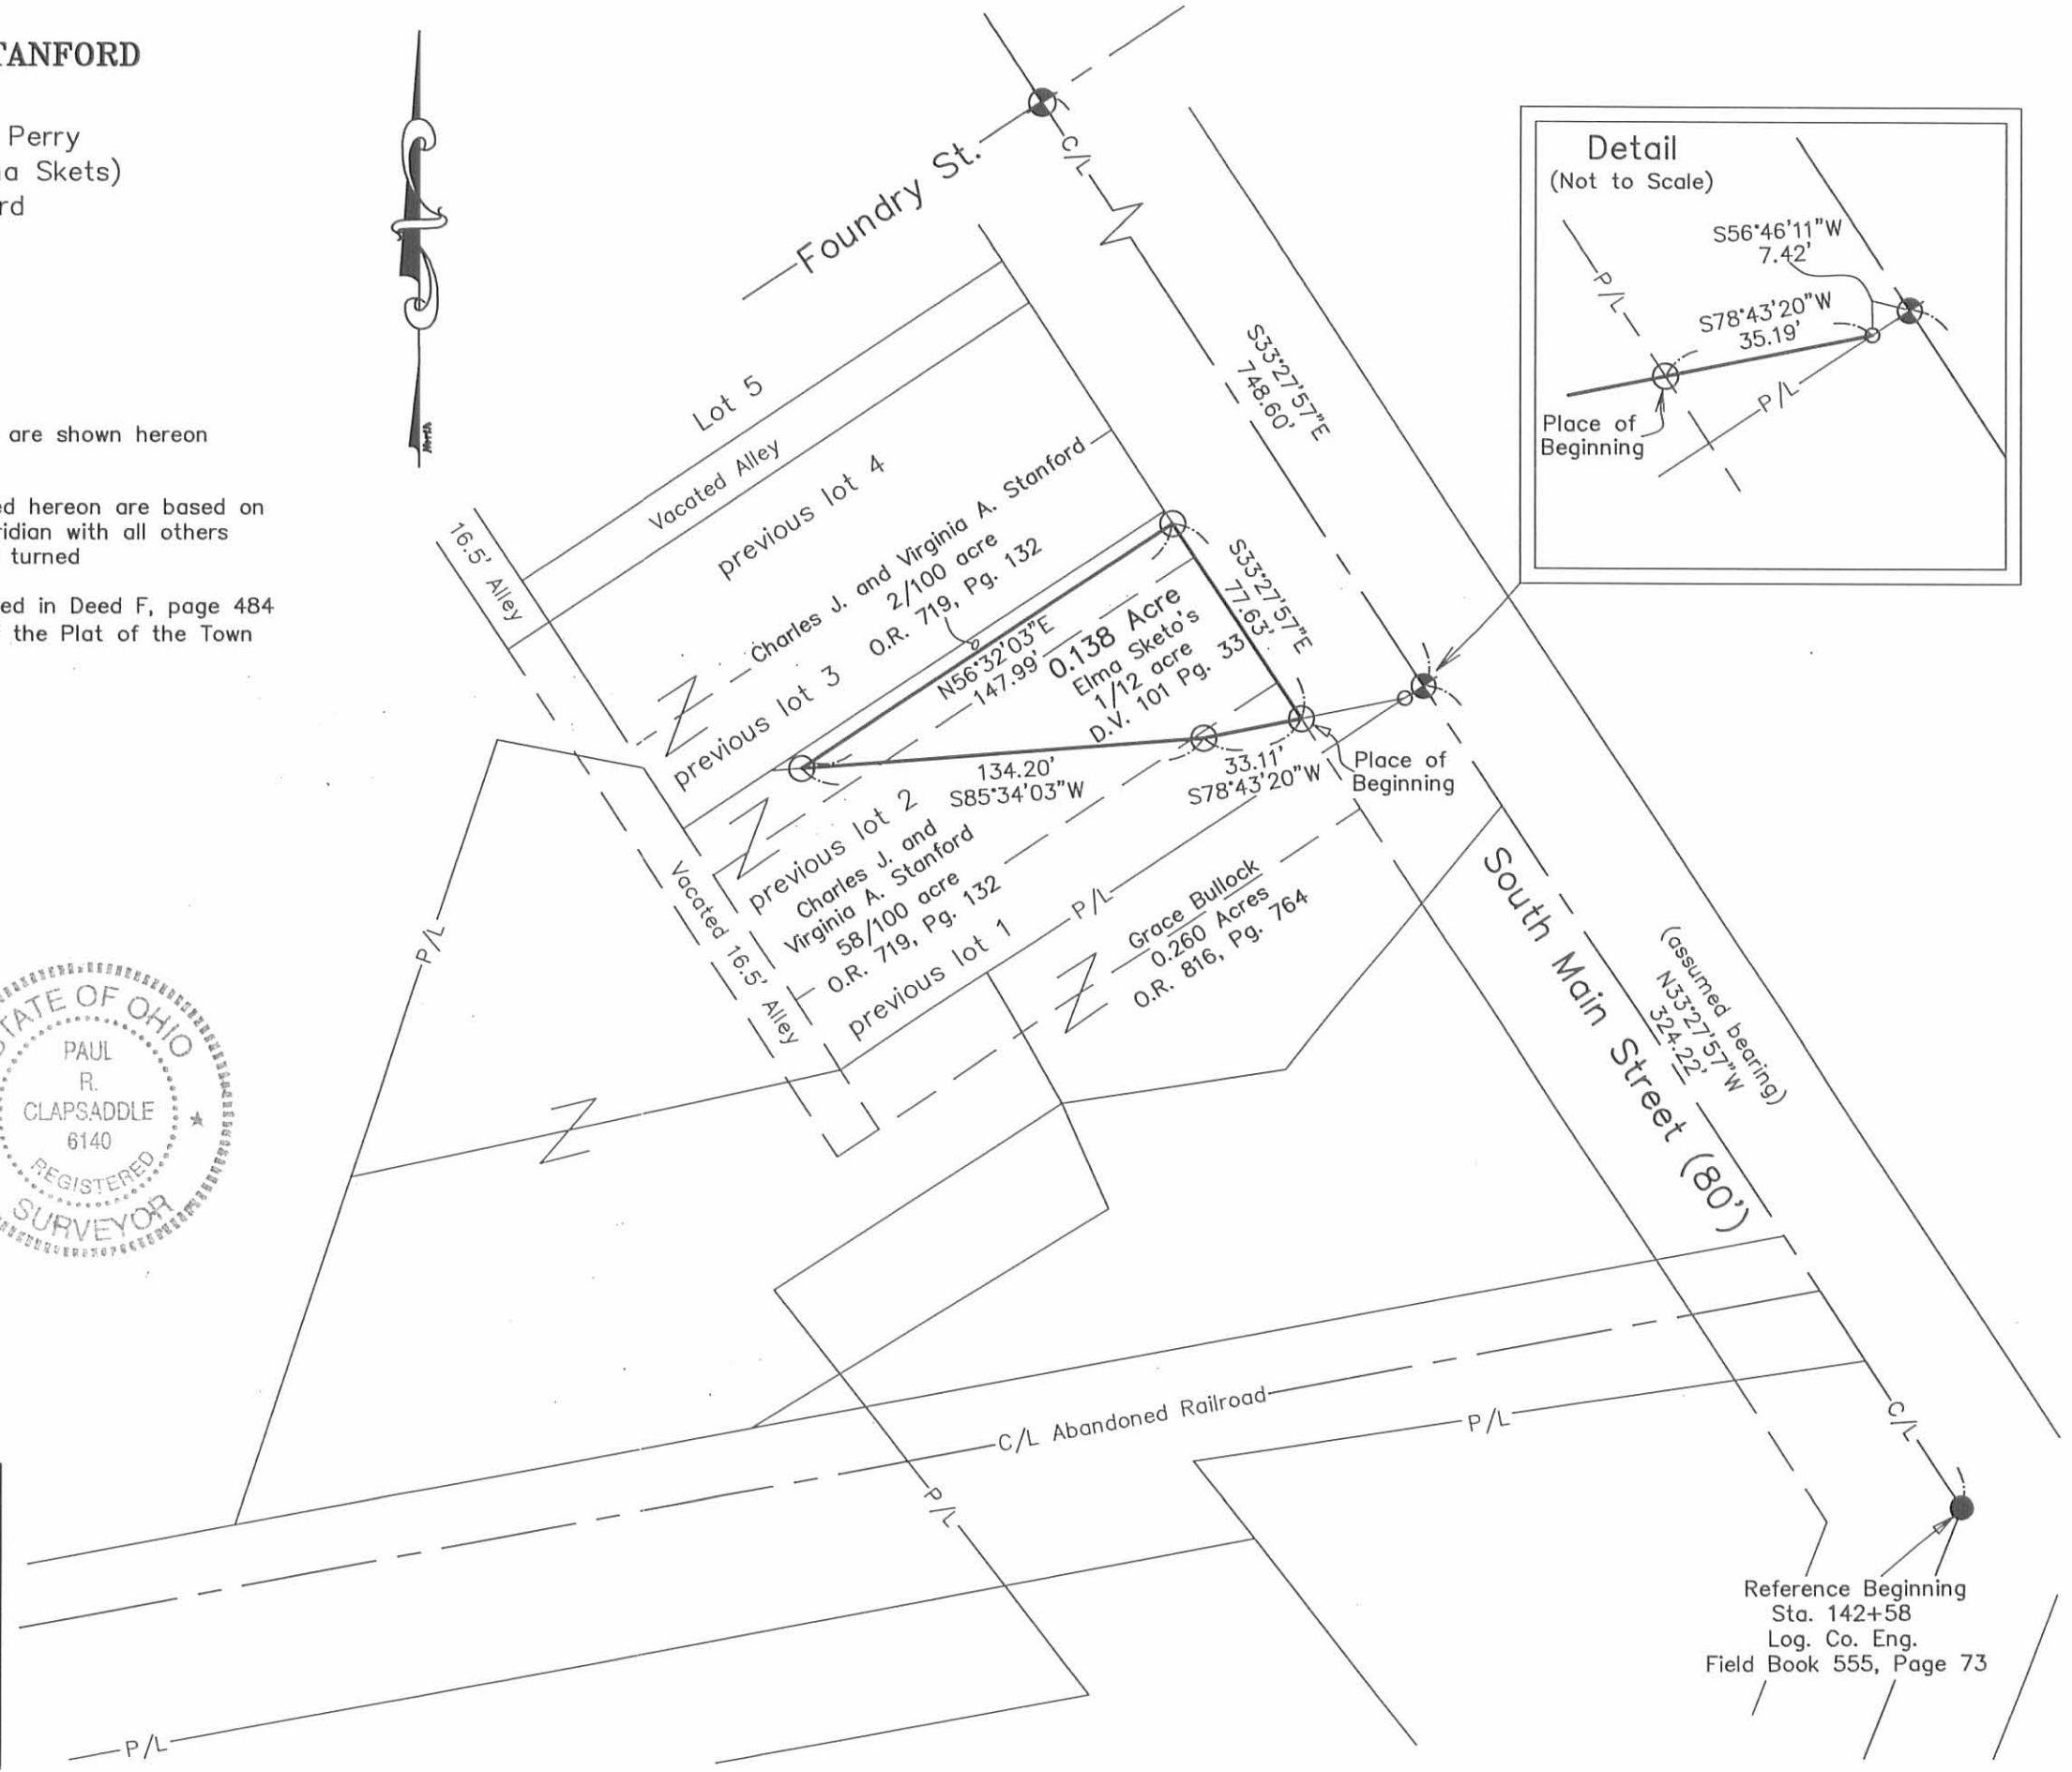 TANFORD
Perry
a Skets)
rd
are shown hereon
ed hereon are based on
ridian with all others
turned
ed in Deed F, page 484
the Plat of the Town
North
STATE OF OHIO
PAUL
R.
CLAPSADDLE
6140
REGISTERED
SURVEYOR
Foundry St.
C/L
Lot 5
Vacated Alley
previous lot 4
16.5' Alley
Charles J. and Virginia A. Stanford
2/100 acre
O.R. 719, Pg. 132
previous lot 3
N56°32'03"E
147.99'
0.138 Acre
Elma Sketo's
1/12 acre
D.V. 101 Pg. 33
S33°27'57"E
748.60'
S33°27'57"E
77.63'
134.20'
S85°34'03"W
33.11'
S78°43'20"W
Place of
Beginning
previous lot 2
Charles J. and
Virginia A. Stanford
58/100 acre
O.R. 719, Pg. 132
previous lot 1
Vacated 16.5' Alley
P/L
P/L
Grace Bullock
0.260 Acres
O.R. 816, Pg. 764
South Main Street (80')
(assumed bearing)
N33°27'57"W
324.22'
C/L Abandoned Railroad
P/L
P/L
P/L
C/L
Reference Beginning
Sta. 142+58
Log. Co. Eng.
Field Book 555, Page 73
Detail
(Not to Scale)
S56°46'11"W
7.42'
P/L
S78°43'20"W
35.19'
P/L
Place of
Beginning